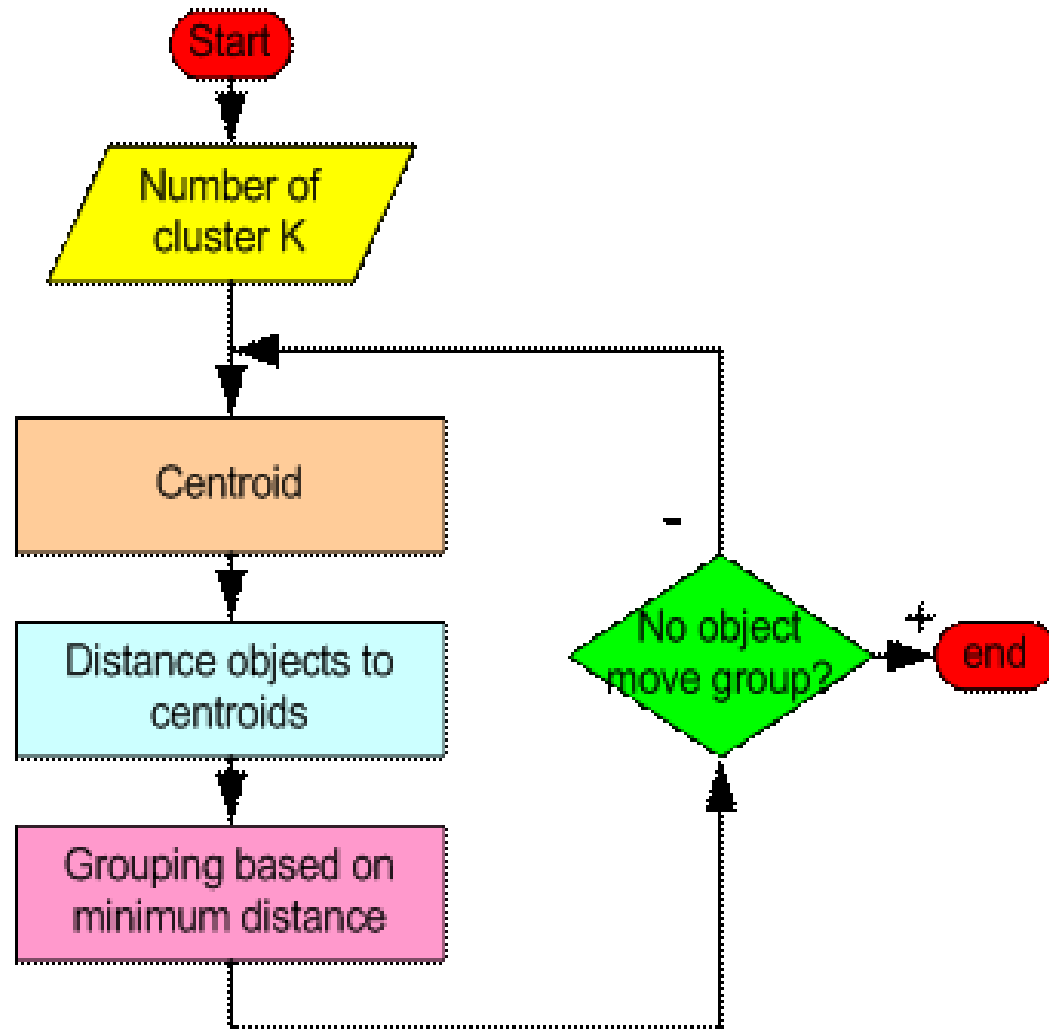 Start
Number of
cluster K
Centroid
Distance objects to
centroids
Grouping based on
minimum distance
-
No object
move group?
+
end